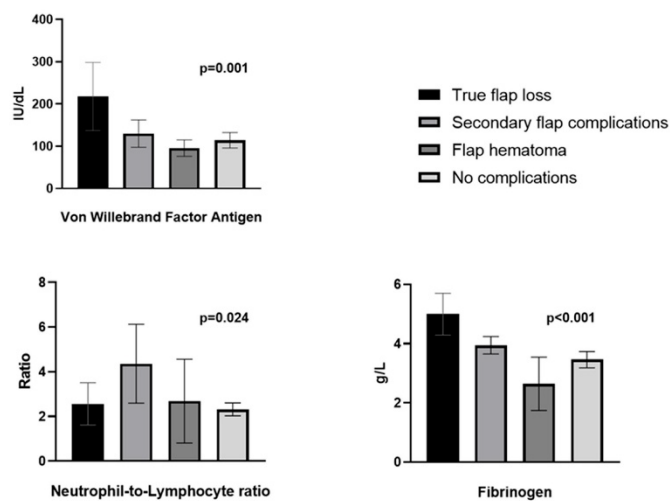 400
300
200
100
0
IU/dL
p=0.001
Von Willebrand Factor Antigen
True flap loss
Secondary flap complications
Flap hematoma
No complications
8
6
4
2
0
Ratio
p=0.024
Neutrophil-to-Lymphocyte ratio
6
4
2
0
g/L
p<0.001
Fibrinogen